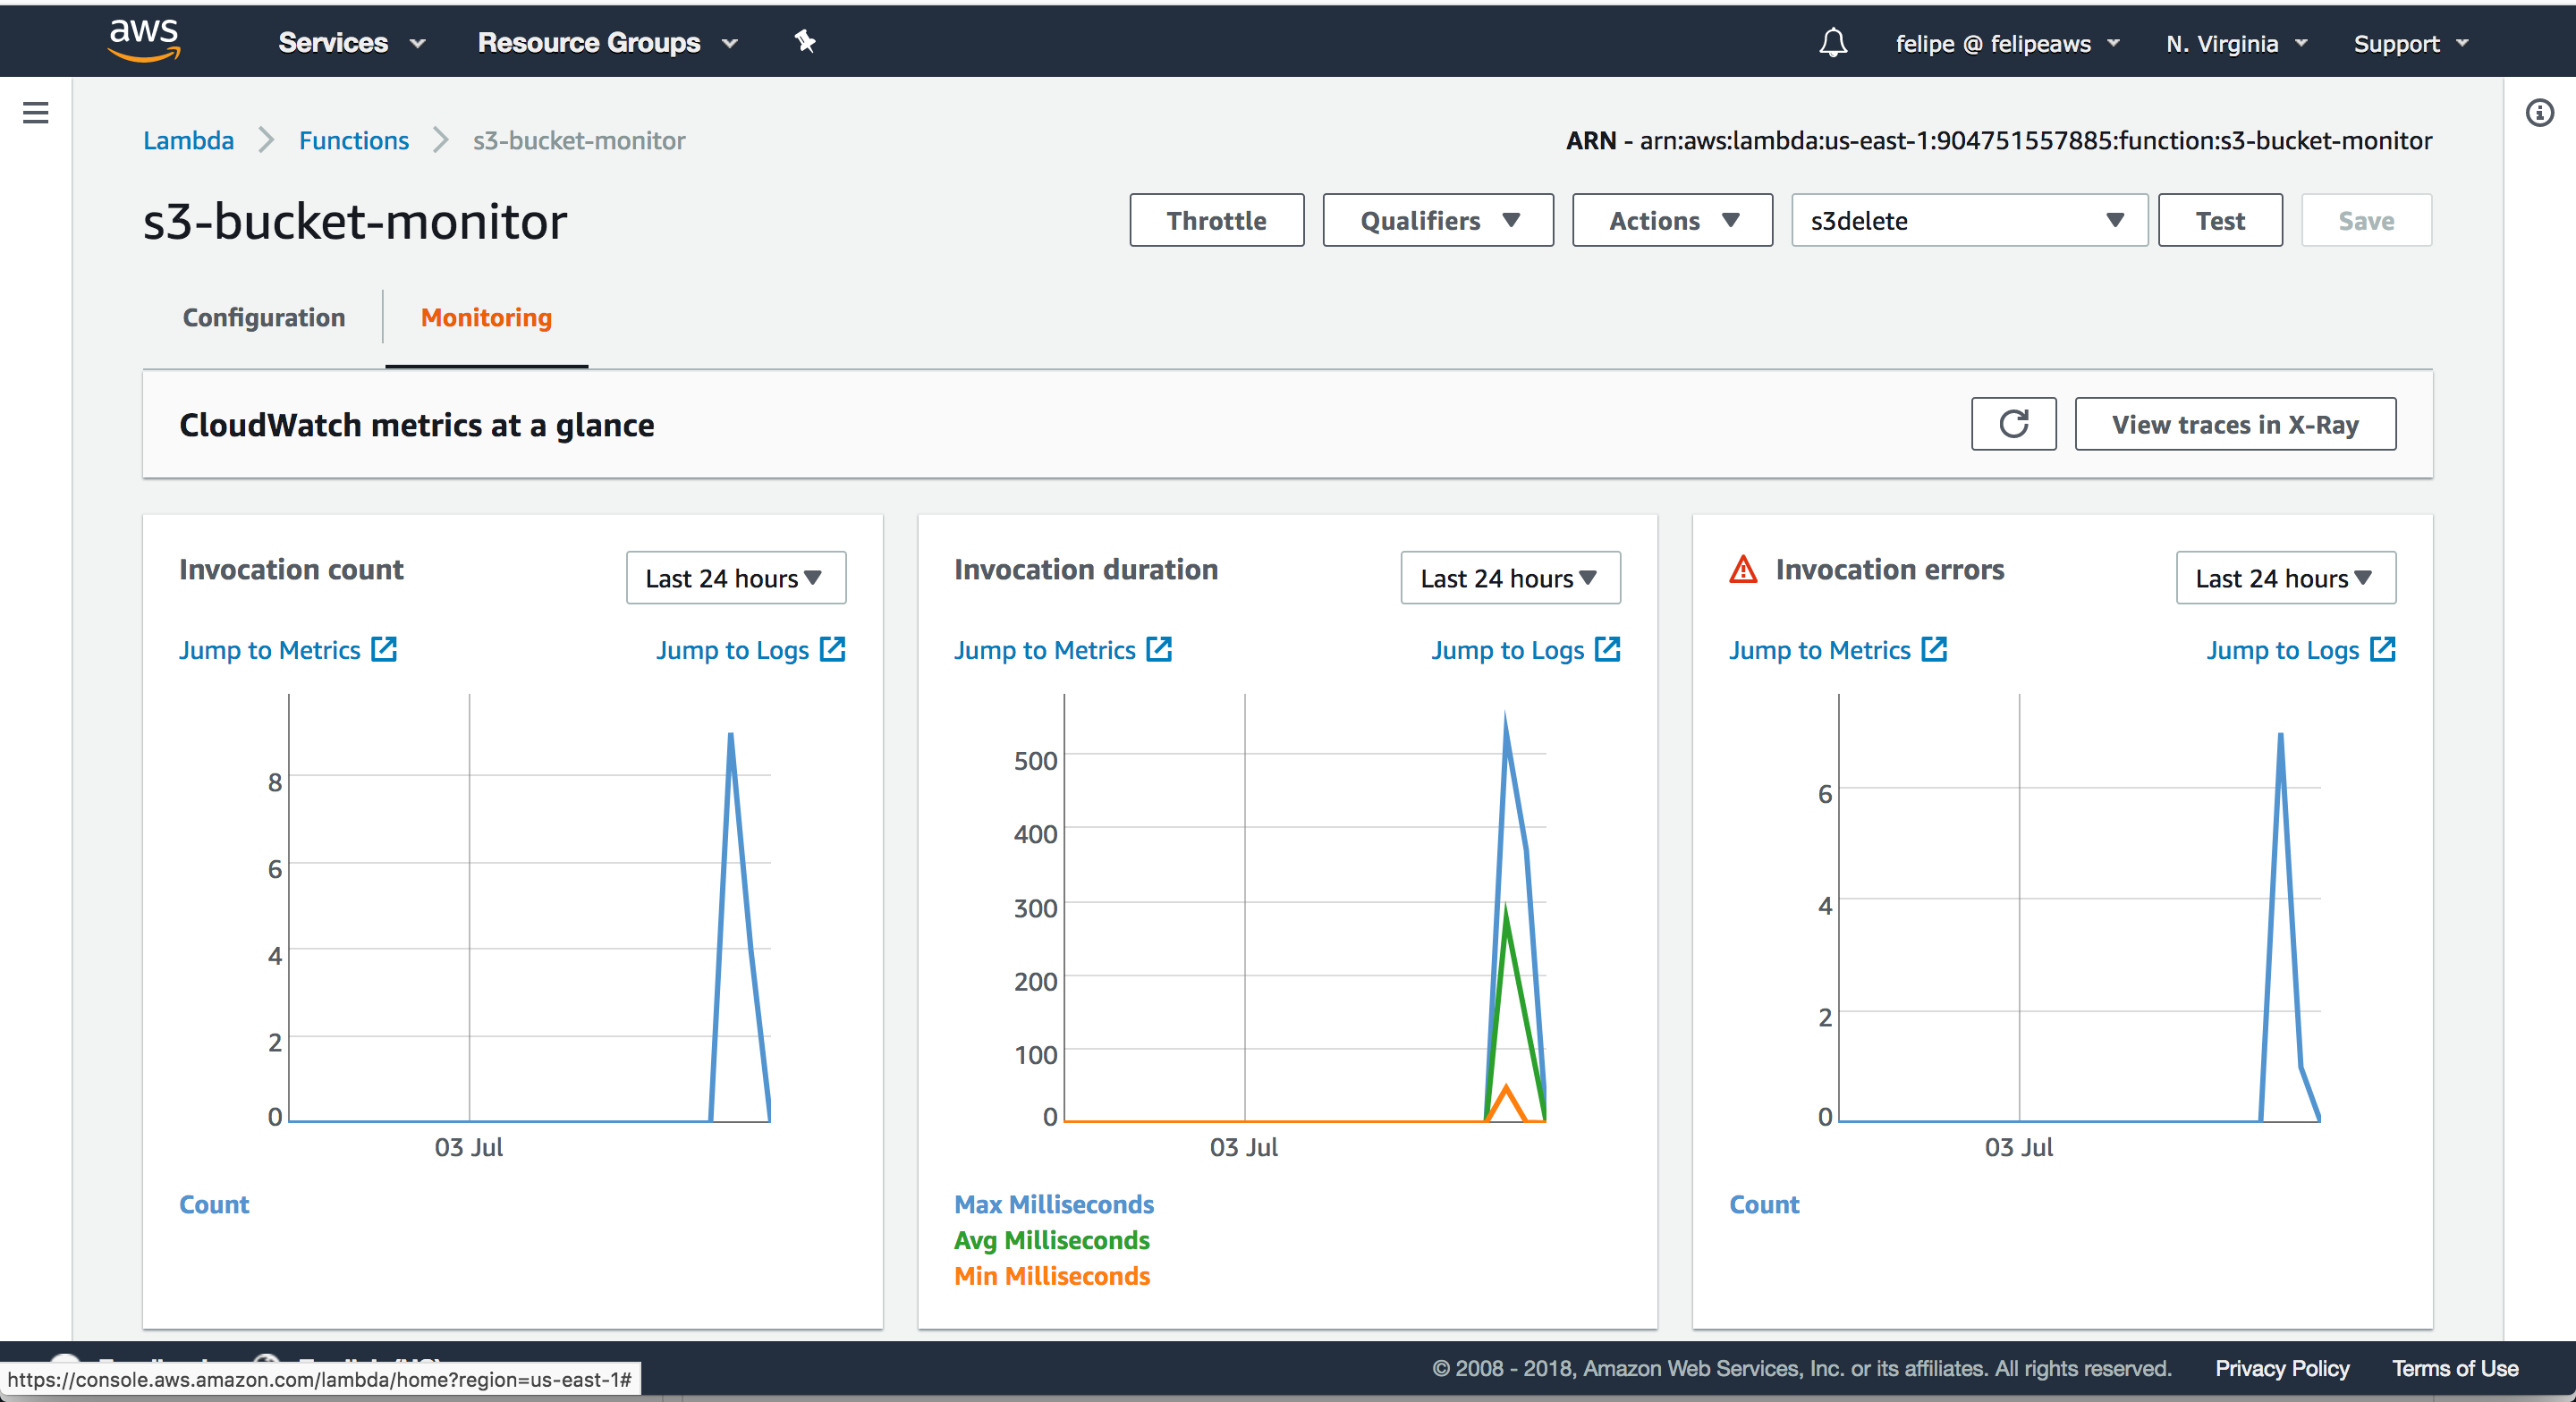 aws Services Resource Groups felipe @ felipeaws N. Virginia Support
Lambda Functions s3-bucket-monitor ARN - arn:aws:lambda:us-east-1:904751557885:function:s3-bucket-monitor
s3-bucket-monitor Throttle Qualifiers Actions s3delete Test Save
Configuration Monitoring
CloudWatch metrics at a glance View traces in X-Ray
Invocation count Last 24 hours
Jump to Metrics Jump to Logs
8
6
4
2
0
03 Jul
Count
Invocation duration Last 24 hours
Jump to Metrics Jump to Logs
500
400
300
200
100
0
03 Jul
Max Milliseconds
Avg Milliseconds
Min Milliseconds
Invocation errors Last 24 hours
Jump to Metrics Jump to Logs
6
4
2
0
03 Jul
Count
© 2008 - 2018, Amazon Web Services, Inc. or its affiliates. All rights reserved. Privacy Policy Terms of Use
https://console.aws.amazon.com/lambda/home?region=us-east-1#